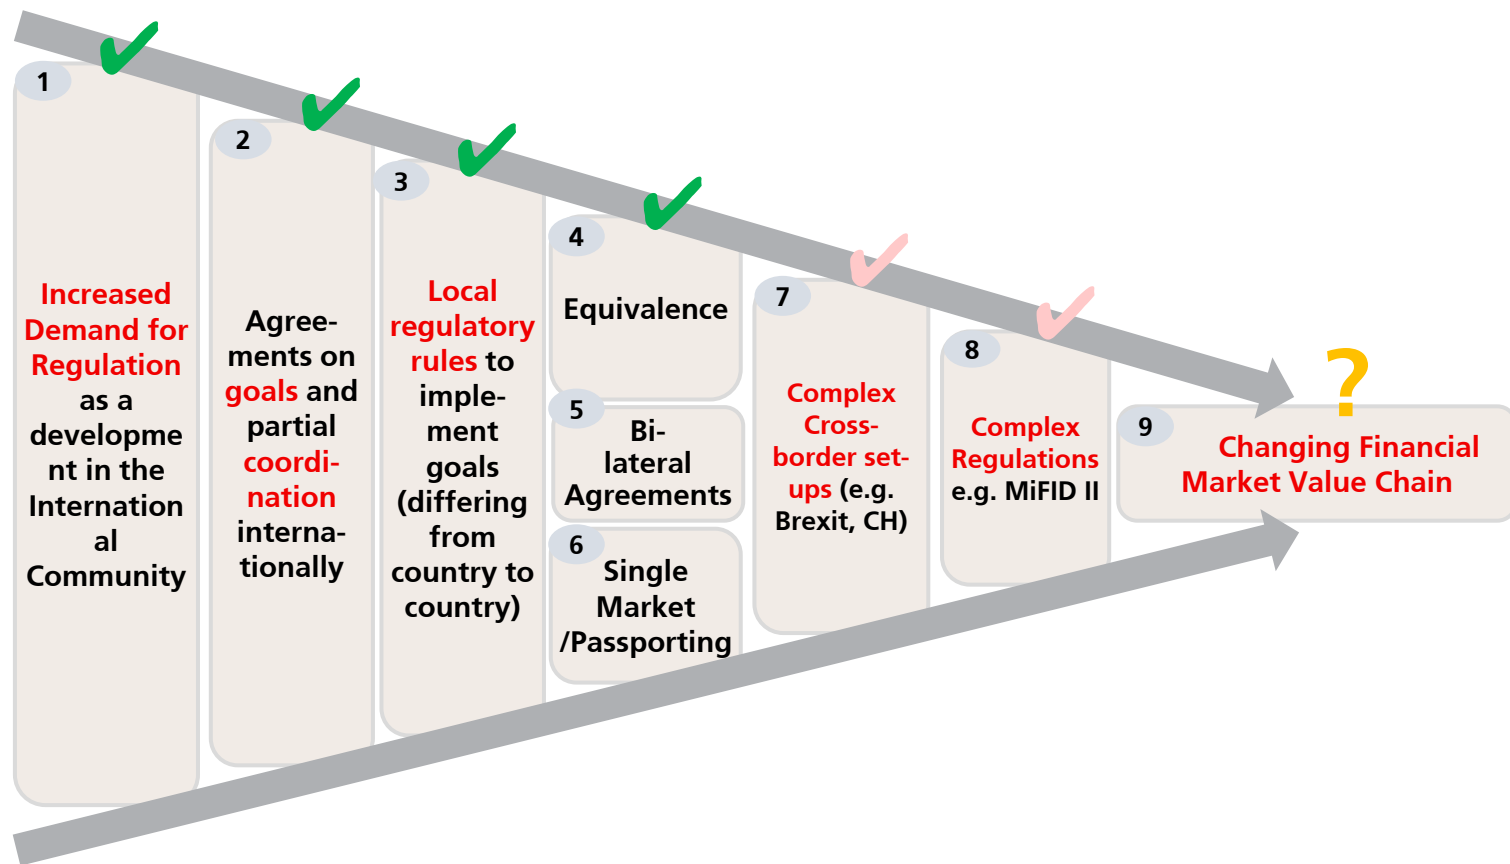 1
Increased
Demand for
Regulation
as a
developme
nt in the
Internation
al
Community
2
Agree-
ments on
goals and
partial
coordi-
nation
interna-
tionally
3
Local
regulatory
rules to
imple-
ment
goals
(differing
from
country to
country)
4
Equivalence
5
Bi-
lateral
Agreements
6
Single
Market
/Passporting
7
Complex
Cross-
border set-
ups (e.g.
Brexit, CH)
8
Complex
Regulations
e.g. MiFID II
?
9
Changing Financial
Market Value Chain